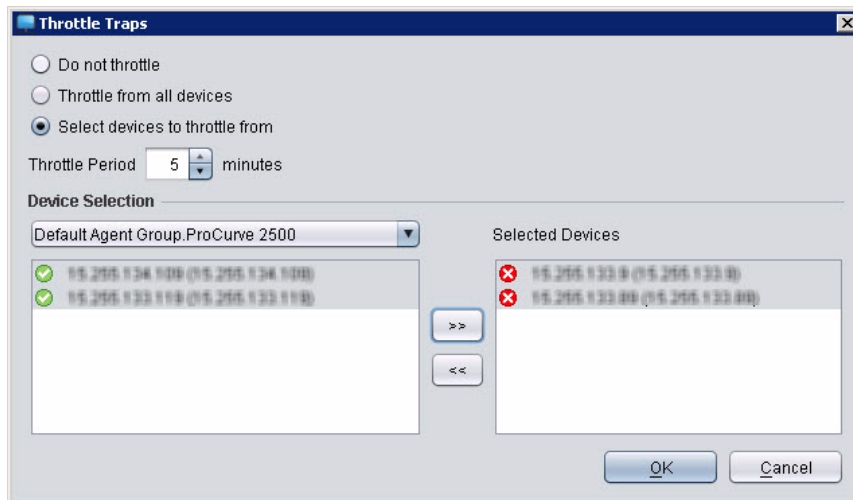 Throttle Traps
Do not throttle
Throttle from all devices
Select devices to throttle from
Throttle Period 5 minutes
Device Selection
Default Agent Group.ProCurve 2500
Selected Devices
>>
<<
OK
Cancel